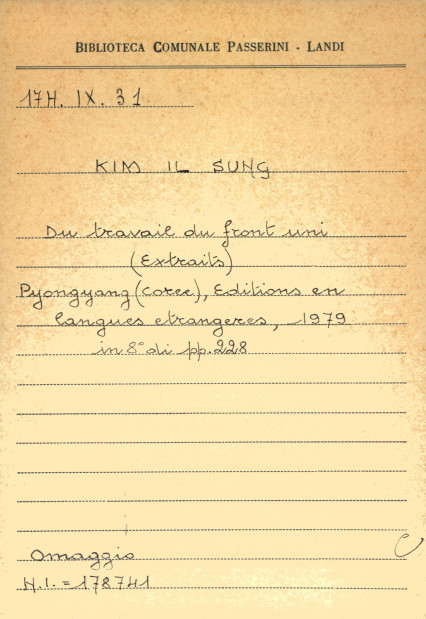 BIBLIOTECA COMUNALE PASSERINI - LANDI
17H. IX. 31
KIM IL SUNG
Du travail du front uni
(Extraits)
Pyongyang (coree), Editions en
langues etrangeres, 1979
in 8° di pp. 228
Omaggio
N.I. = 178741